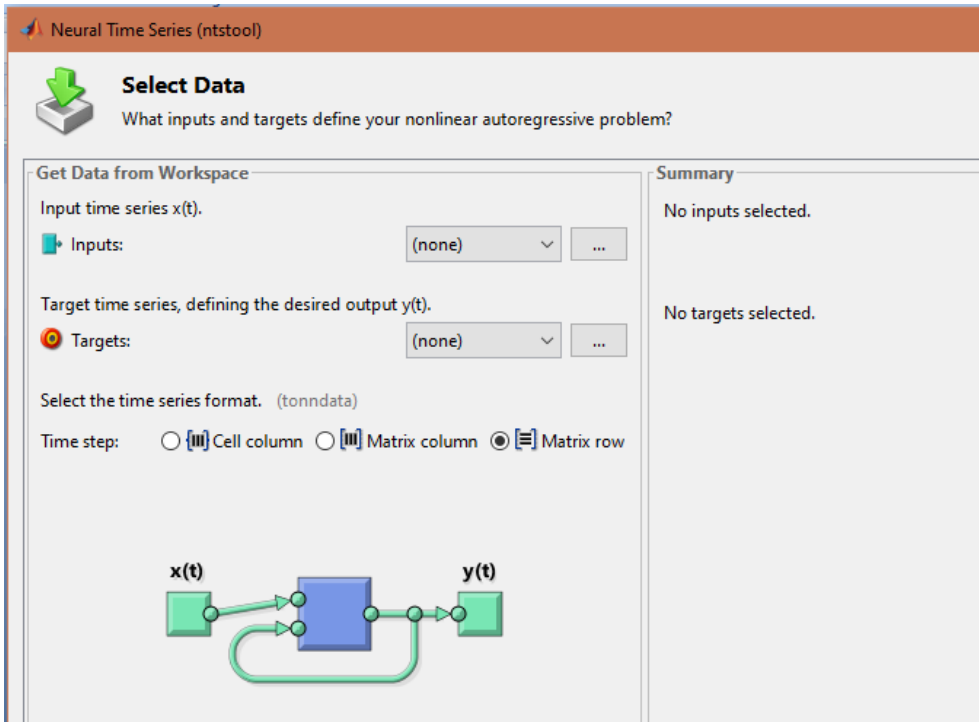 Neural Time Series (ntstool)
Select Data
What inputs and targets define your nonlinear autoregressive problem?
Get Data from Workspace
Input time series x(t).
Inputs: (none) ...
Target time series, defining the desired output y(t).
Targets: (none) ...
Select the time series format. (tonndata)
Time step: Cell column Matrix column Matrix row
x(t) y(t)
Summary
No inputs selected.
No targets selected.